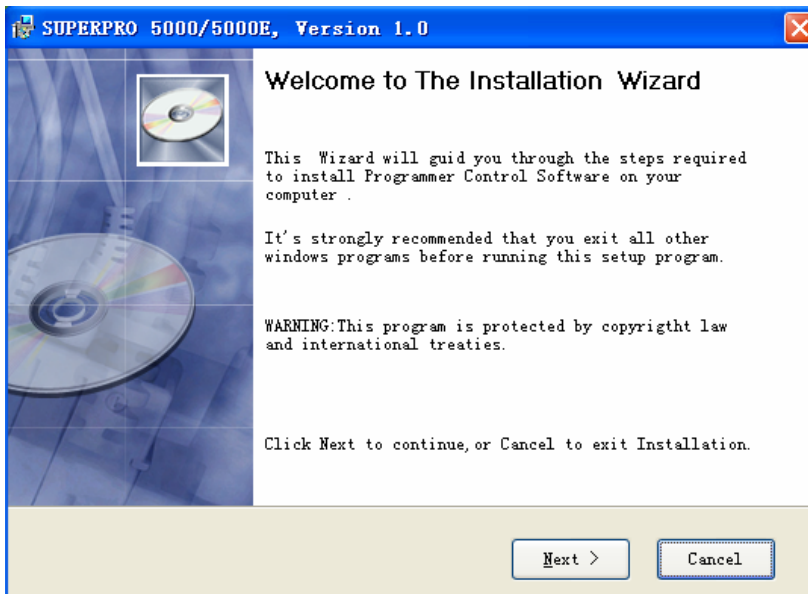 SUPERPRO 5000/5000E, Version 1.0
Welcome to The Installation Wizard
This Wizard will guid you through the steps required
to install Programmer Control Software on your
computer .
It's strongly recommended that you exit all other
windows programs before running this setup program.
WARNING:This program is protected by copyrigtht law
and international treaties.
Click Next to continue, or Cancel to exit Installation.
Next >
Cancel